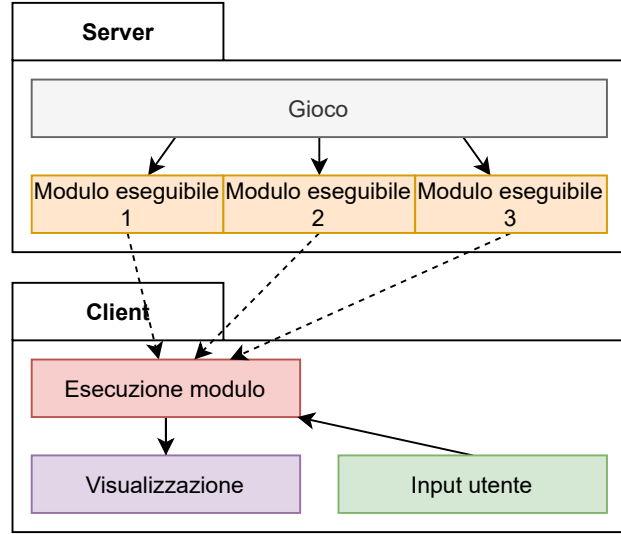 Server
Gioco
Modulo eseguibile
1
Modulo eseguibile
2
Modulo eseguibile
3
Client
Esecuzione modulo
Visualizzazione
Input utente